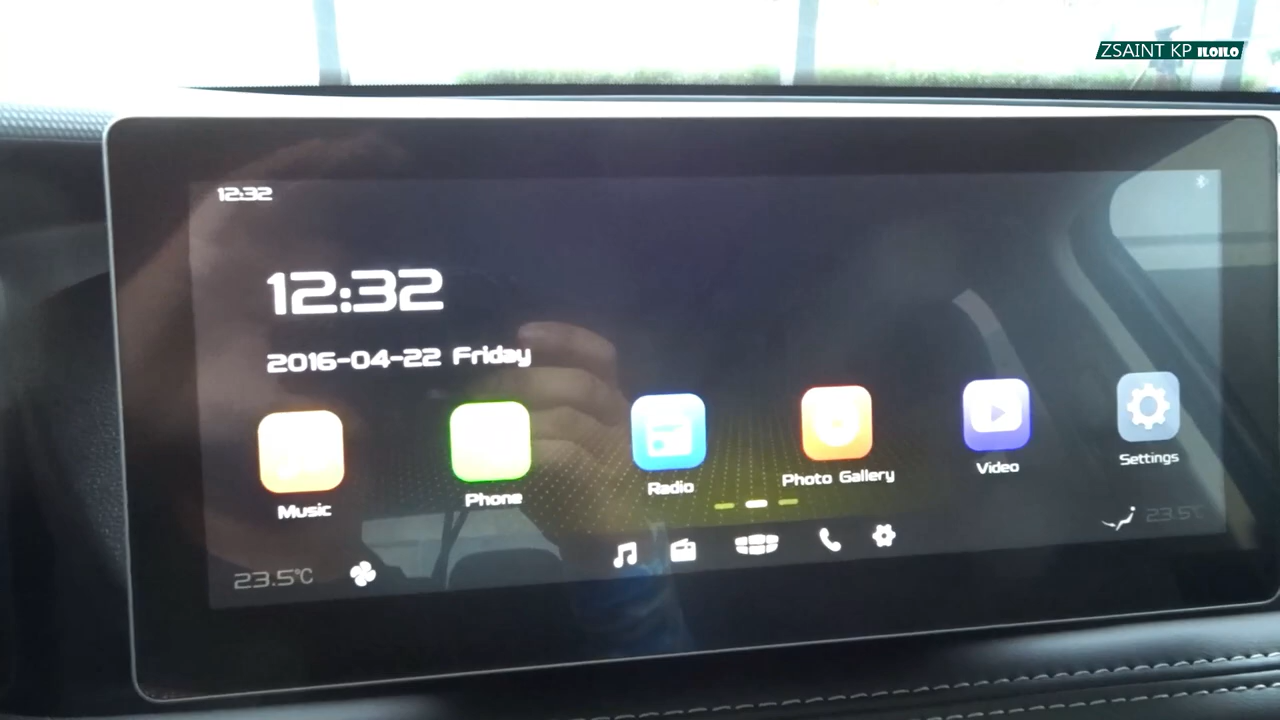 ZSAINT KP ILOILO
12:32
12:32
2016-04-22 Friday
Music
Phone
Radio
Photo Gallery
Video
Settings
23.5℃
23.5℃